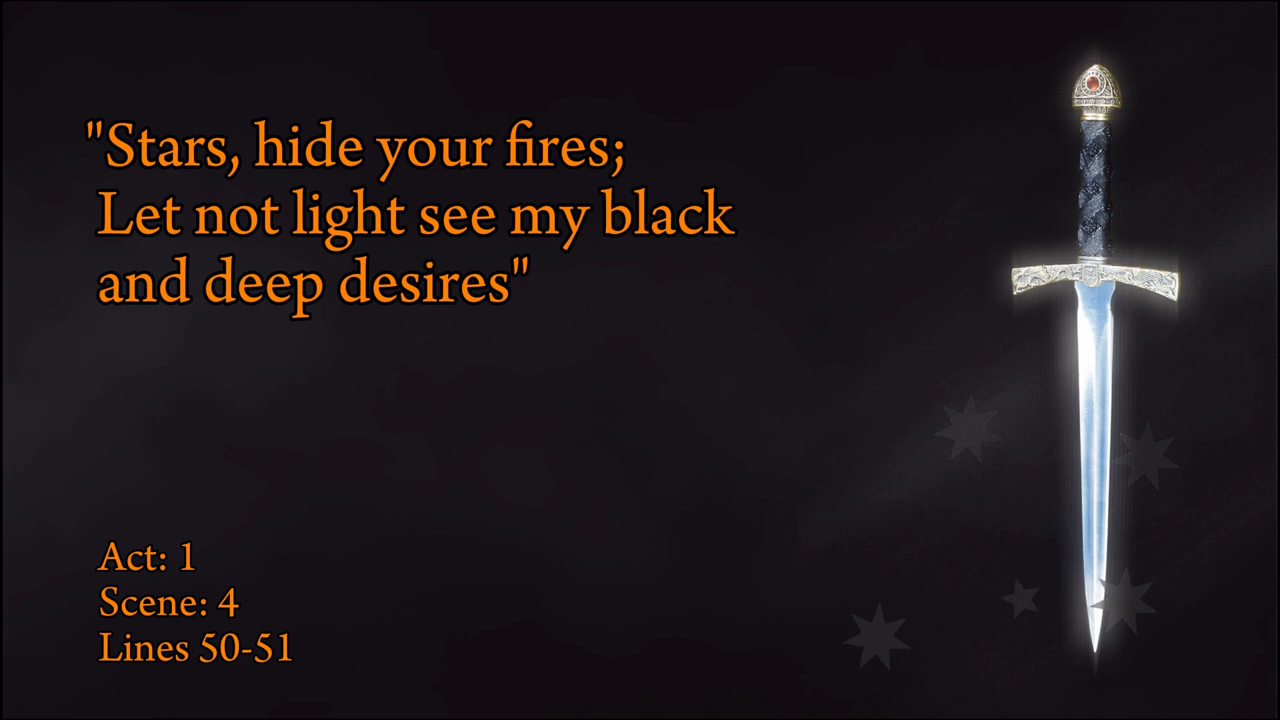 "Stars, hide your fires;
Let not light see my black
and deep desires"
Act: 1
Scene: 4
Lines 50-51